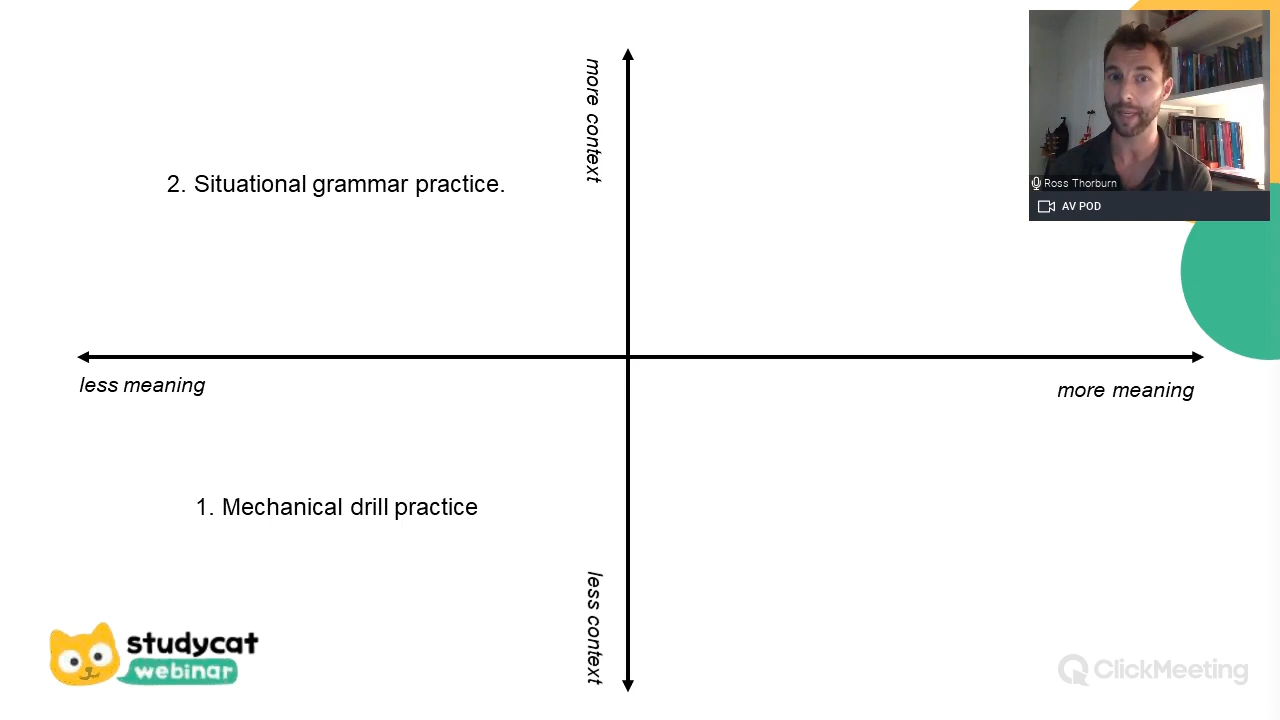 more context
Ross Thorburn
AV POD
2. Situational grammar practice.
less meaning
more meaning
1. Mechanical drill practice
less context
studycat
webinar
ClickMeeting